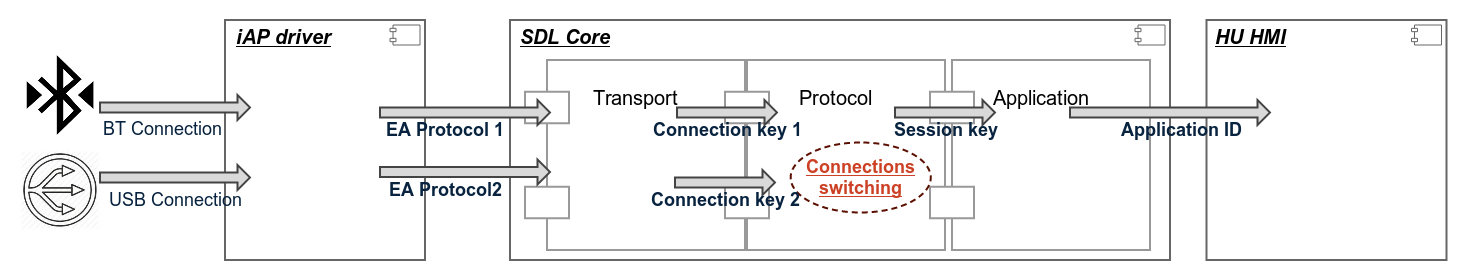 iAP driver
SDL Core
HU HMI
Transport
Protocol
Application
BT Connection
EA Protocol 1
Connection key 1
Session key
Application ID
USB Connection
EA Protocol2
Connection key 2
Connections
switching